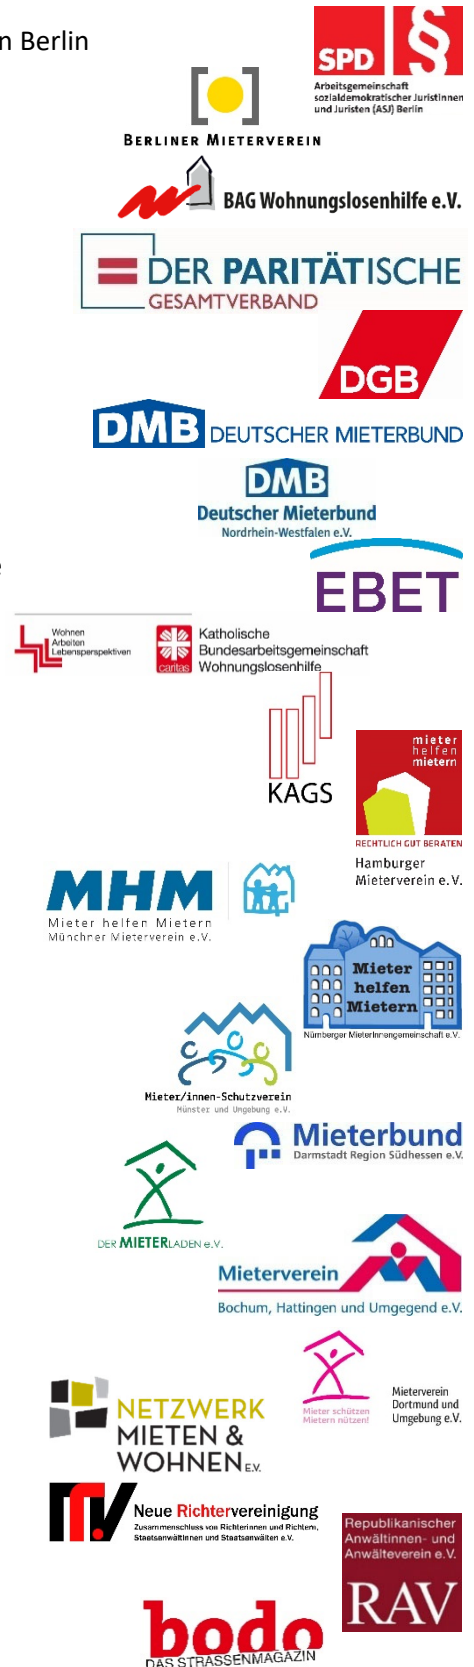 n Berlin
SPD §
Arbeitsgemeinschaft
sozialdemokratischer Juristinnen
und Juristen (ASJ) Berlin
BERLINER MIETERVEREIN
BAG Wohnungslosenhilfe e.V.
DER PARITÄTISCHE
GESAMTVERBAND
DGB
DMB DEUTSCHER MIETERBUND
DMB
Deutscher Mieterbund
Nordrhein-Westfalen e.V.
e
EBET
Wohnen
Arbeiten
Lebensperspektiven
caritas
Katholische
Bundesarbeitsgemeinschaft
Wohnungslosenhilfe
KAGS
mieter
helfen
mietern
RECHTLICH GUT BERATEN
Hamburger
Mieterverein e.V.
MHM
Mieter helfen Mietern
Münchner Mieterverein e.V.
Mieter
helfen
Mietern
Nürnberger MieterInnengemeinschaft e.V.
Mieter/innen-Schutzverein
Münster und Umgebung e.V.
Mieterbund
Darmstadt Region Südhessen e.V.
DER MIETERLADEN e.V.
Mieterverein
Bochum, Hattingen und Umgegend e.V.
Mieter schützen
Mietern nützen!
Mieterverein
Dortmund und
Umgebung e.V.
NETZWERK
MIETEN &
WOHNEN E.V.
Neue Richtervereinigung
Zusammenschluss von Richterinnen und Richtern,
Staatsanwältinnen und Staatsanwälten e.V.
Republikanischer
Anwältinnen- und
Anwälteverein e.V.
RAV
bodo
DAS STRASSENMAGAZIN